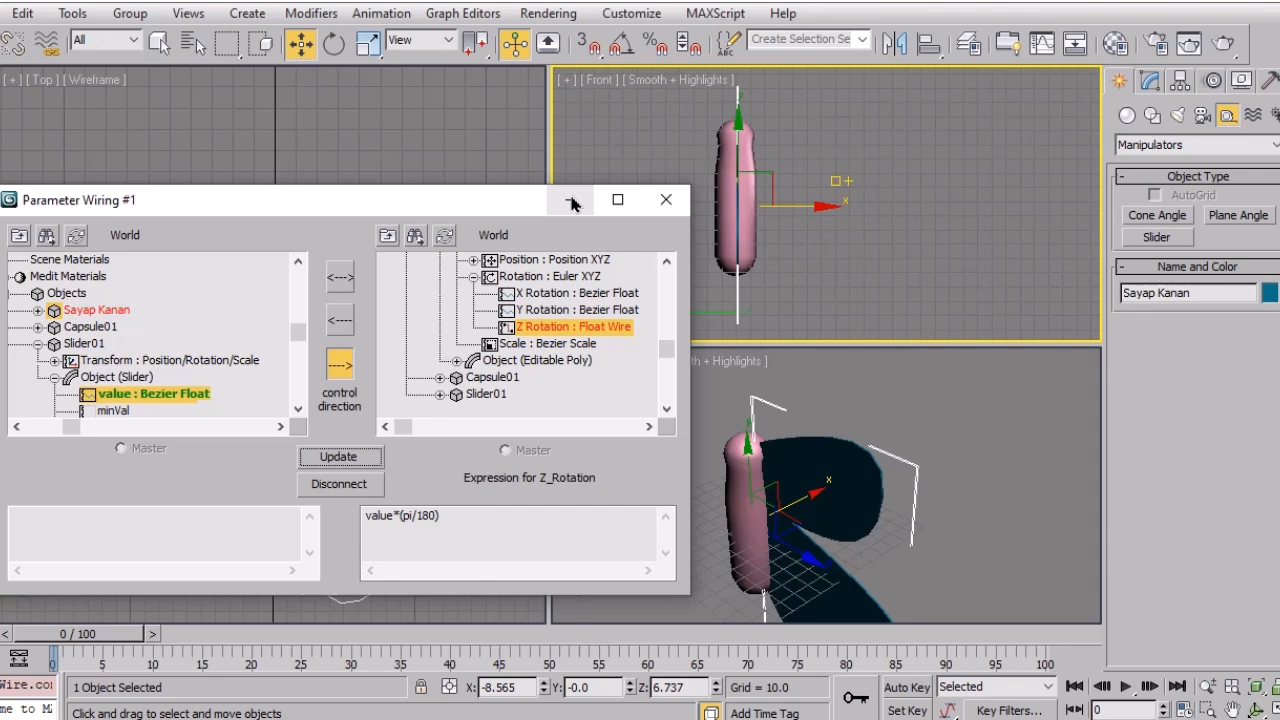 Edit Tools Group Views Create Modifiers Animation Graph Editors Rendering Customize MAXScript Help
All View 3 Create Selection Se
[ + ] [ Top ] [ Wireframe ]
[ + ] [ Front ] [ Smooth + Highlights ]
Manipulators
Object Type
AutoGrid
Cone Angle Plane Angle
Slider
Name and Color
Sayap Kanan
Parameter Wiring #1
World
Scene Materials
Medit Materials
Objects
Sayap Kanan
Capsule01
Slider01
Transform : Position/Rotation/Scale
Object (Slider)
value : Bezier Float
minVal
Master
<--->
<----
---->
control
direction
Update
Disconnect
World
Position : Position XYZ
Rotation : Euler XYZ
X Rotation : Bezier Float
Y Rotation : Bezier Float
Z Rotation : Float Wire
Scale : Bezier Scale
Object (Editable Poly)
Capsule01
Slider01
Master
Expression for Z_Rotation
value*(pi/180)
y
x
th + Highlights ]
y
x
< 0 / 100 >
0 5 10 15 20 25 30 35 40 45 50 55 60 65 70 75 80 85 90 95 100
Wire.con
me to M
1 Object Selected X: -8.565 Y: -0.0 Z: 6.737 Grid = 10.0 Auto Key Selected
Click and drag to select and move objects Add Time Tag Set Key Key Filters... 0